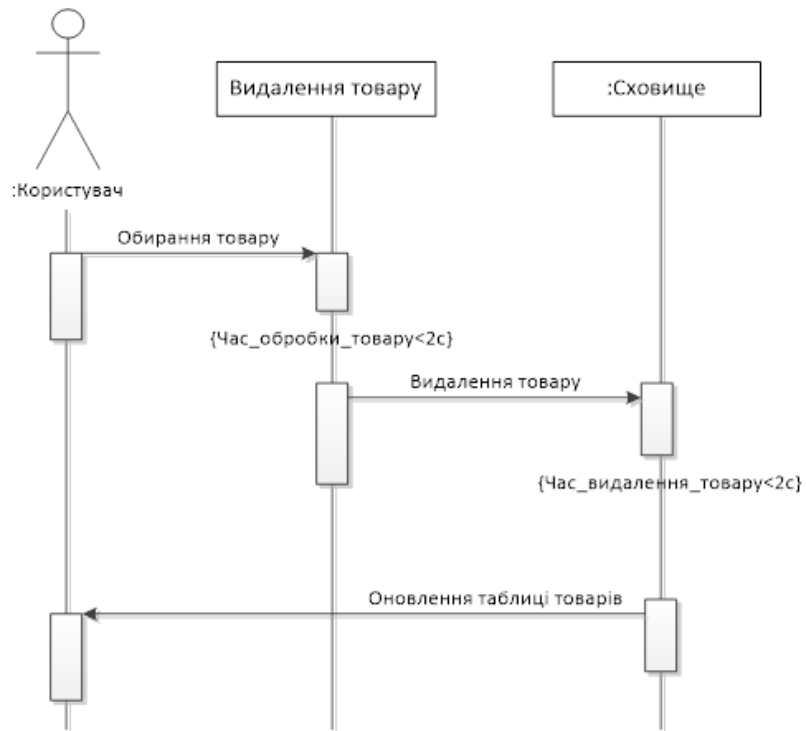 Видалення товару
:Сховище
:Користувач
Обирання товару
{Час_обробки_товару<2с}
Видалення товару
{Час_видалення_товару<2с}
Оновлення таблиці товарів